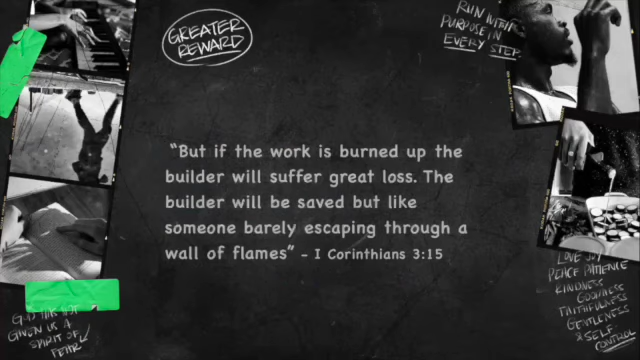 GREATER
REWARD
RUN WITH
PURPOSE IN
EVERY STEP
“But if the work is burned up the
builder will suffer great loss. The
builder will be saved but like
someone barely escaping through a
wall of flames” – I Corinthians 3:15
LOVE JOY
PEACE PATIENCE
KINDNESS
GOODNESS
FAITHFULNESS
GENTLENESS
& SELF
CONTROL
GOD HAS NOT
GIVEN US A
SPIRIT OF
FEAR